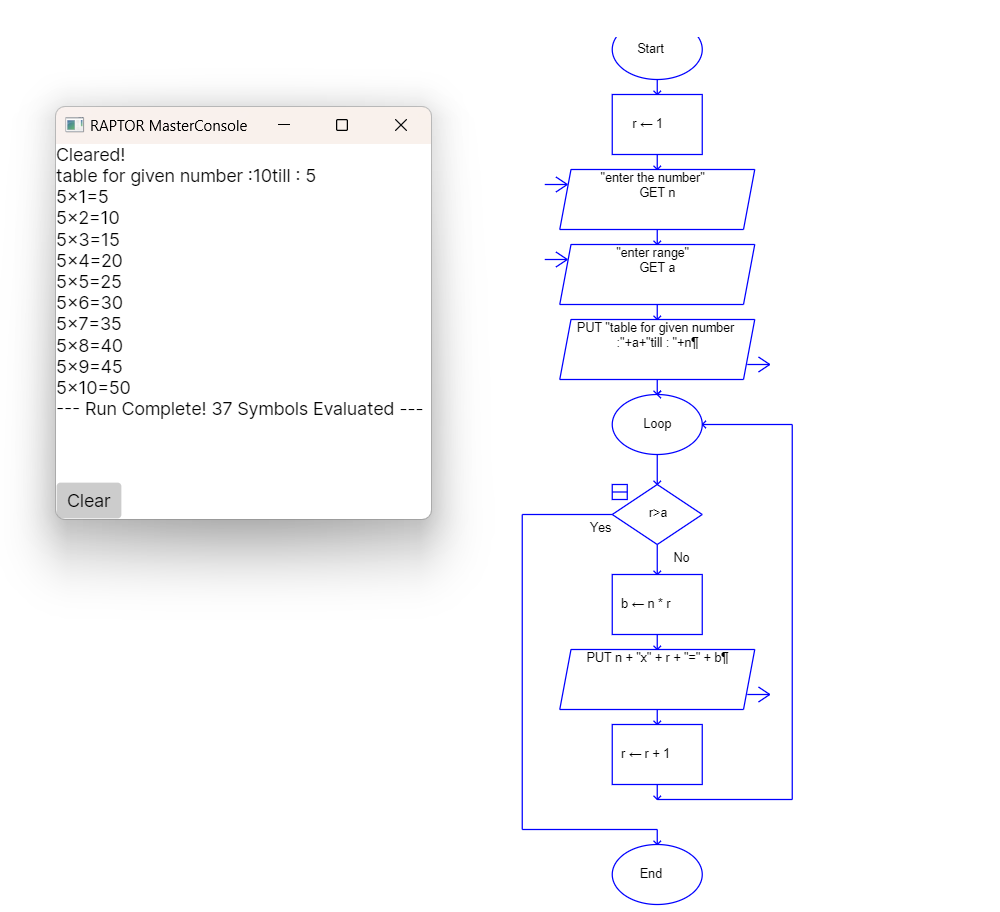 RAPTOR MasterConsole
Cleared!
table for given number :10till : 5
5×1=5
5×2=10
5×3=15
5×4=20
5×5=25
5×6=30
5×7=35
5×8=40
5×9=45
5×10=50
--- Run Complete! 37 Symbols Evaluated ---
Clear
Start
r ← 1
"enter the number"
GET n
"enter range"
GET a
PUT "table for given number
:"+a+"till : "+n¶
Loop
r>a
Yes
No
b ← n * r
PUT n + "x" + r + "=" + b¶
r ← r + 1
End